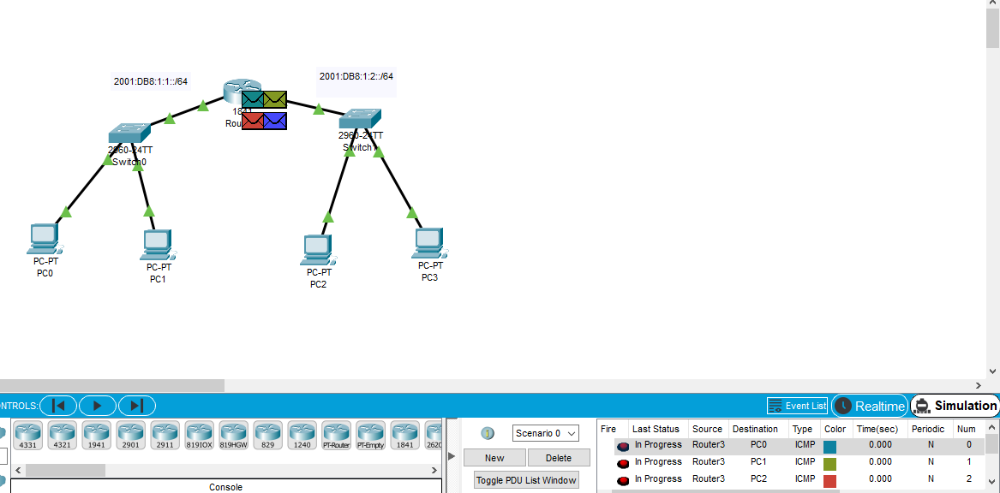 2001:DB8:1:1::/64
2001:DB8:1:2::/64
1841
2960-24TT
Switch0
2960-24TT
Switch1
PC-PT
PC0
PC-PT
PC1
PC-PT
PC2
PC-PT
PC3
NTROLS:
Event List
Realtime
Simulation
4331
4321
1941
2901
2911
819IOX
819HGW
829
1240
PT-Router
PT-Empty
1841
2620
Console
Scenario 0
New
Delete
Toggle PDU List Window
Fire Last Status Source Destination Type Color Time(sec) Periodic Num
In Progress Router3 PC0 ICMP 0.000 N 0
In Progress Router3 PC1 ICMP 0.000 N 1
In Progress Router3 PC2 ICMP 0.000 N 2